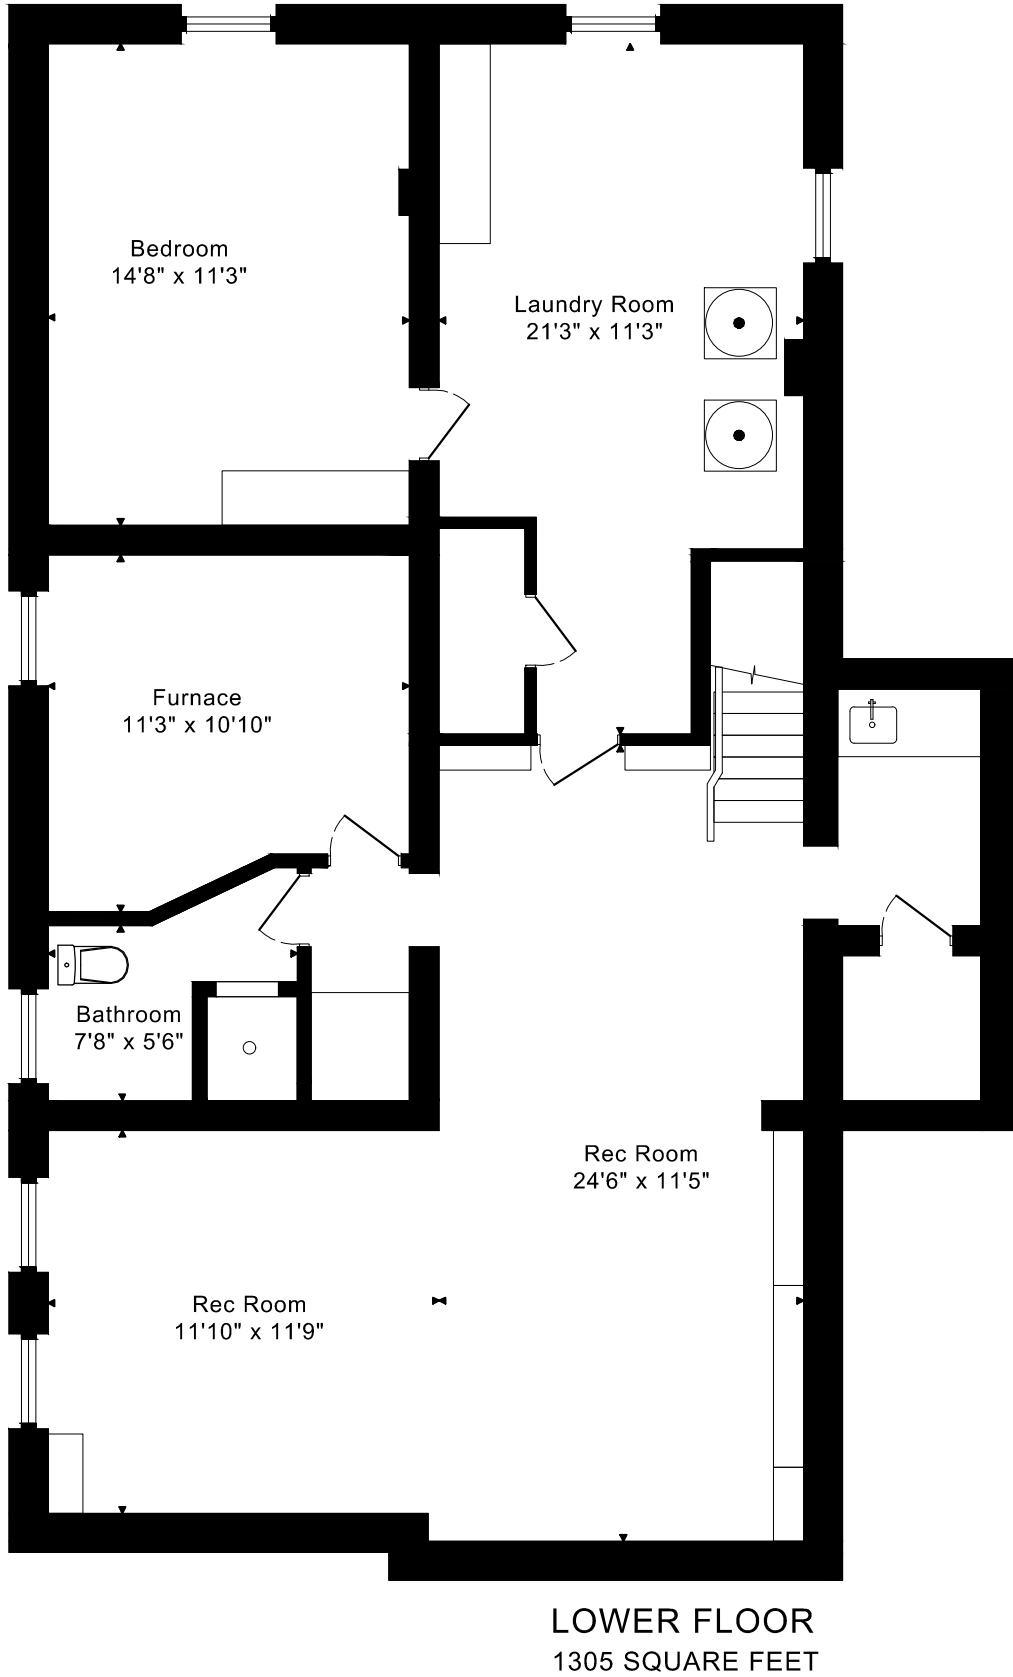 Bedroom
14'8" x 11'3"
Laundry Room
21'3" x 11'3"
Furnace
11'3" x 10'10"
Bathroom
7'8" x 5'6"
Rec Room
24'6" x 11'5"
Rec Room
11'10" x 11'9"
LOWER FLOOR
1305 SQUARE FEET